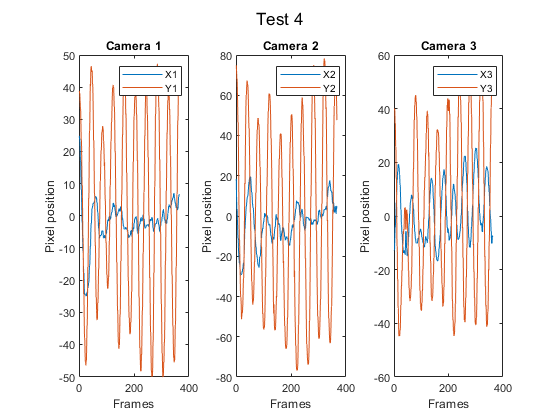 Test 4
Camera 1
Camera 2
Camera 3
X1
Y1
X2
Y2
X3
Y3
Pixel position
50
40
30
20
10
0
-10
-20
-30
-40
-50
0
200
400
Frames
Pixel position
80
60
40
20
0
-20
-40
-60
-80
0
200
400
Frames
Pixel position
60
40
20
0
-20
-40
-60
0
200
400
Frames